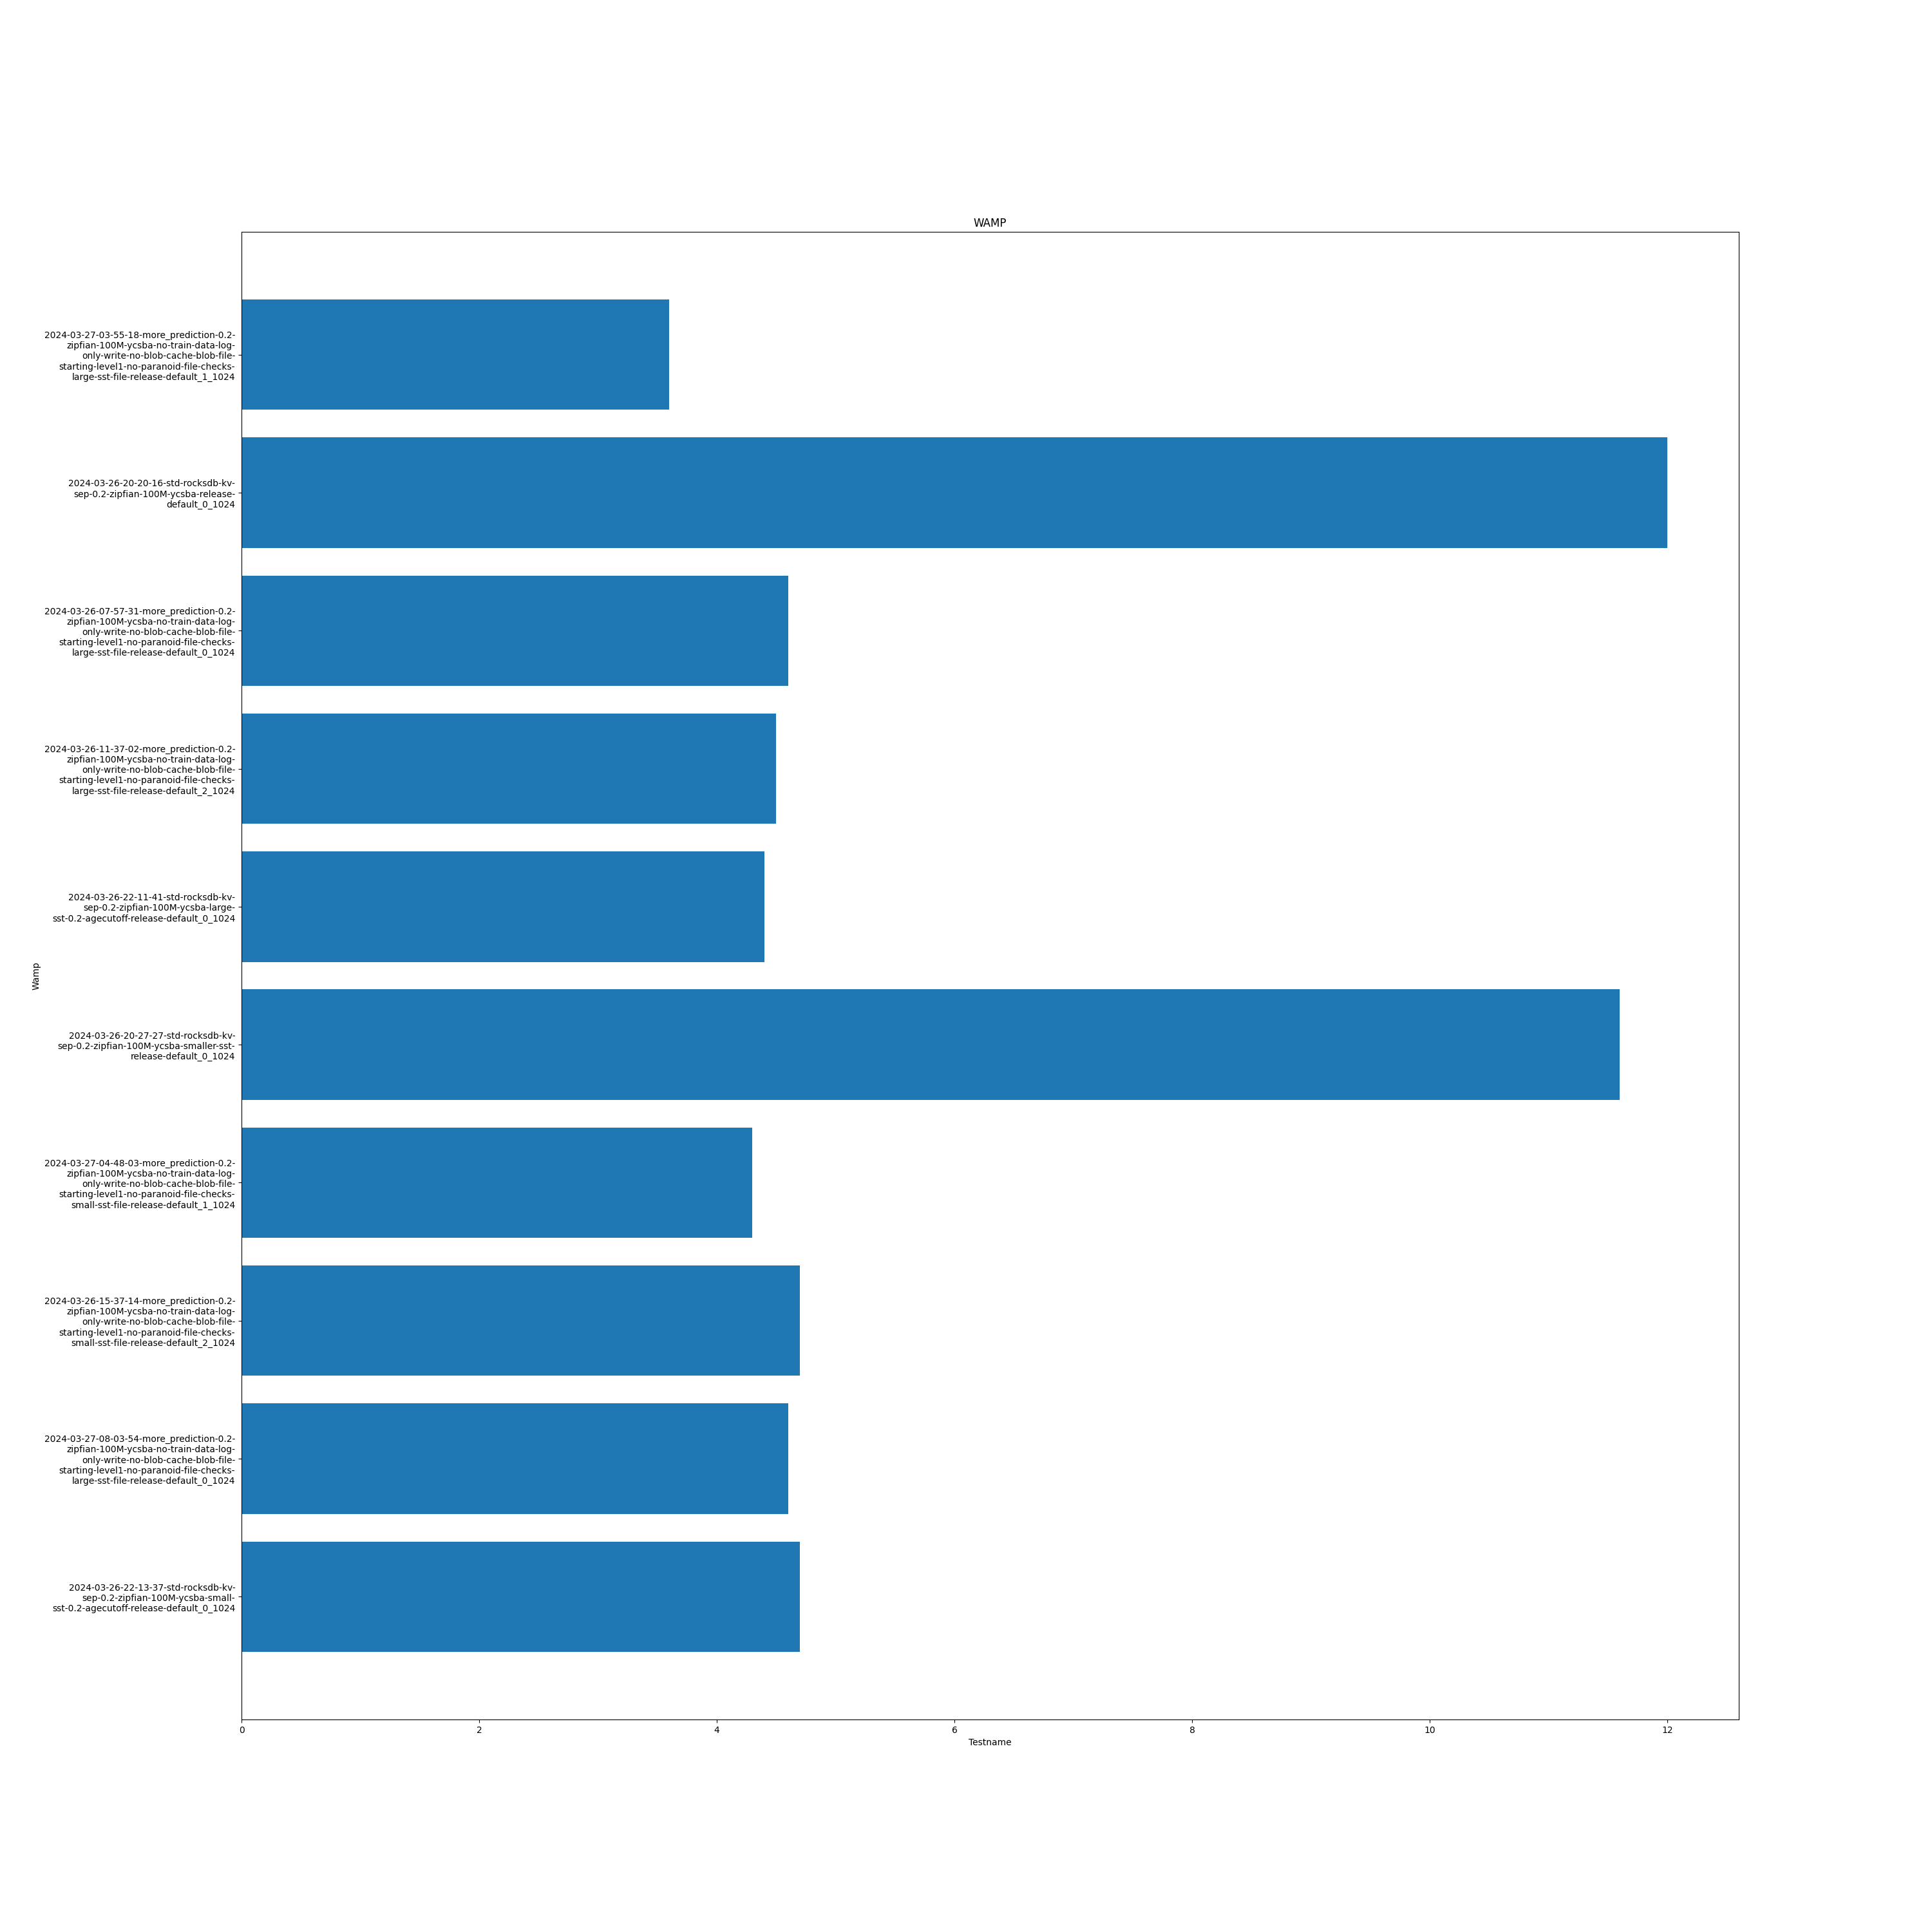 WAMP
2024-03-27-03-55-18-more_prediction-0.2-
zipfian-100M-ycsba-no-train-data-log-
only-write-no-blob-cache-blob-file-
starting-level1-no-paranoid-file-checks-
large-sst-file-release-default_1_1024
2024-03-26-20-20-16-std-rocksdb-kv-
sep-0.2-zipfian-100M-ycsba-release-
default_0_1024
2024-03-26-07-57-31-more_prediction-0.2-
zipfian-100M-ycsba-no-train-data-log-
only-write-no-blob-cache-blob-file-
starting-level1-no-paranoid-file-checks-
large-sst-file-release-default_0_1024
2024-03-26-11-37-02-more_prediction-0.2-
zipfian-100M-ycsba-no-train-data-log-
only-write-no-blob-cache-blob-file-
starting-level1-no-paranoid-file-checks-
large-sst-file-release-default_2_1024
2024-03-26-22-11-41-std-rocksdb-kv-
sep-0.2-zipfian-100M-ycsba-large-
sst-0.2-agecutoff-release-default_0_1024
Wamp
2024-03-26-20-27-27-std-rocksdb-kv-
sep-0.2-zipfian-100M-ycsba-smaller-sst-
release-default_0_1024
2024-03-27-04-48-03-more_prediction-0.2-
zipfian-100M-ycsba-no-train-data-log-
only-write-no-blob-cache-blob-file-
starting-level1-no-paranoid-file-checks-
small-sst-file-release-default_1_1024
2024-03-26-15-37-14-more_prediction-0.2-
zipfian-100M-ycsba-no-train-data-log-
only-write-no-blob-cache-blob-file-
starting-level1-no-paranoid-file-checks-
small-sst-file-release-default_2_1024
2024-03-27-08-03-54-more_prediction-0.2-
zipfian-100M-ycsba-no-train-data-log-
only-write-no-blob-cache-blob-file-
starting-level1-no-paranoid-file-checks-
large-sst-file-release-default_0_1024
2024-03-26-22-13-37-std-rocksdb-kv-
sep-0.2-zipfian-100M-ycsba-small-
sst-0.2-agecutoff-release-default_0_1024
0 2 4 6 8 10 12
Testname